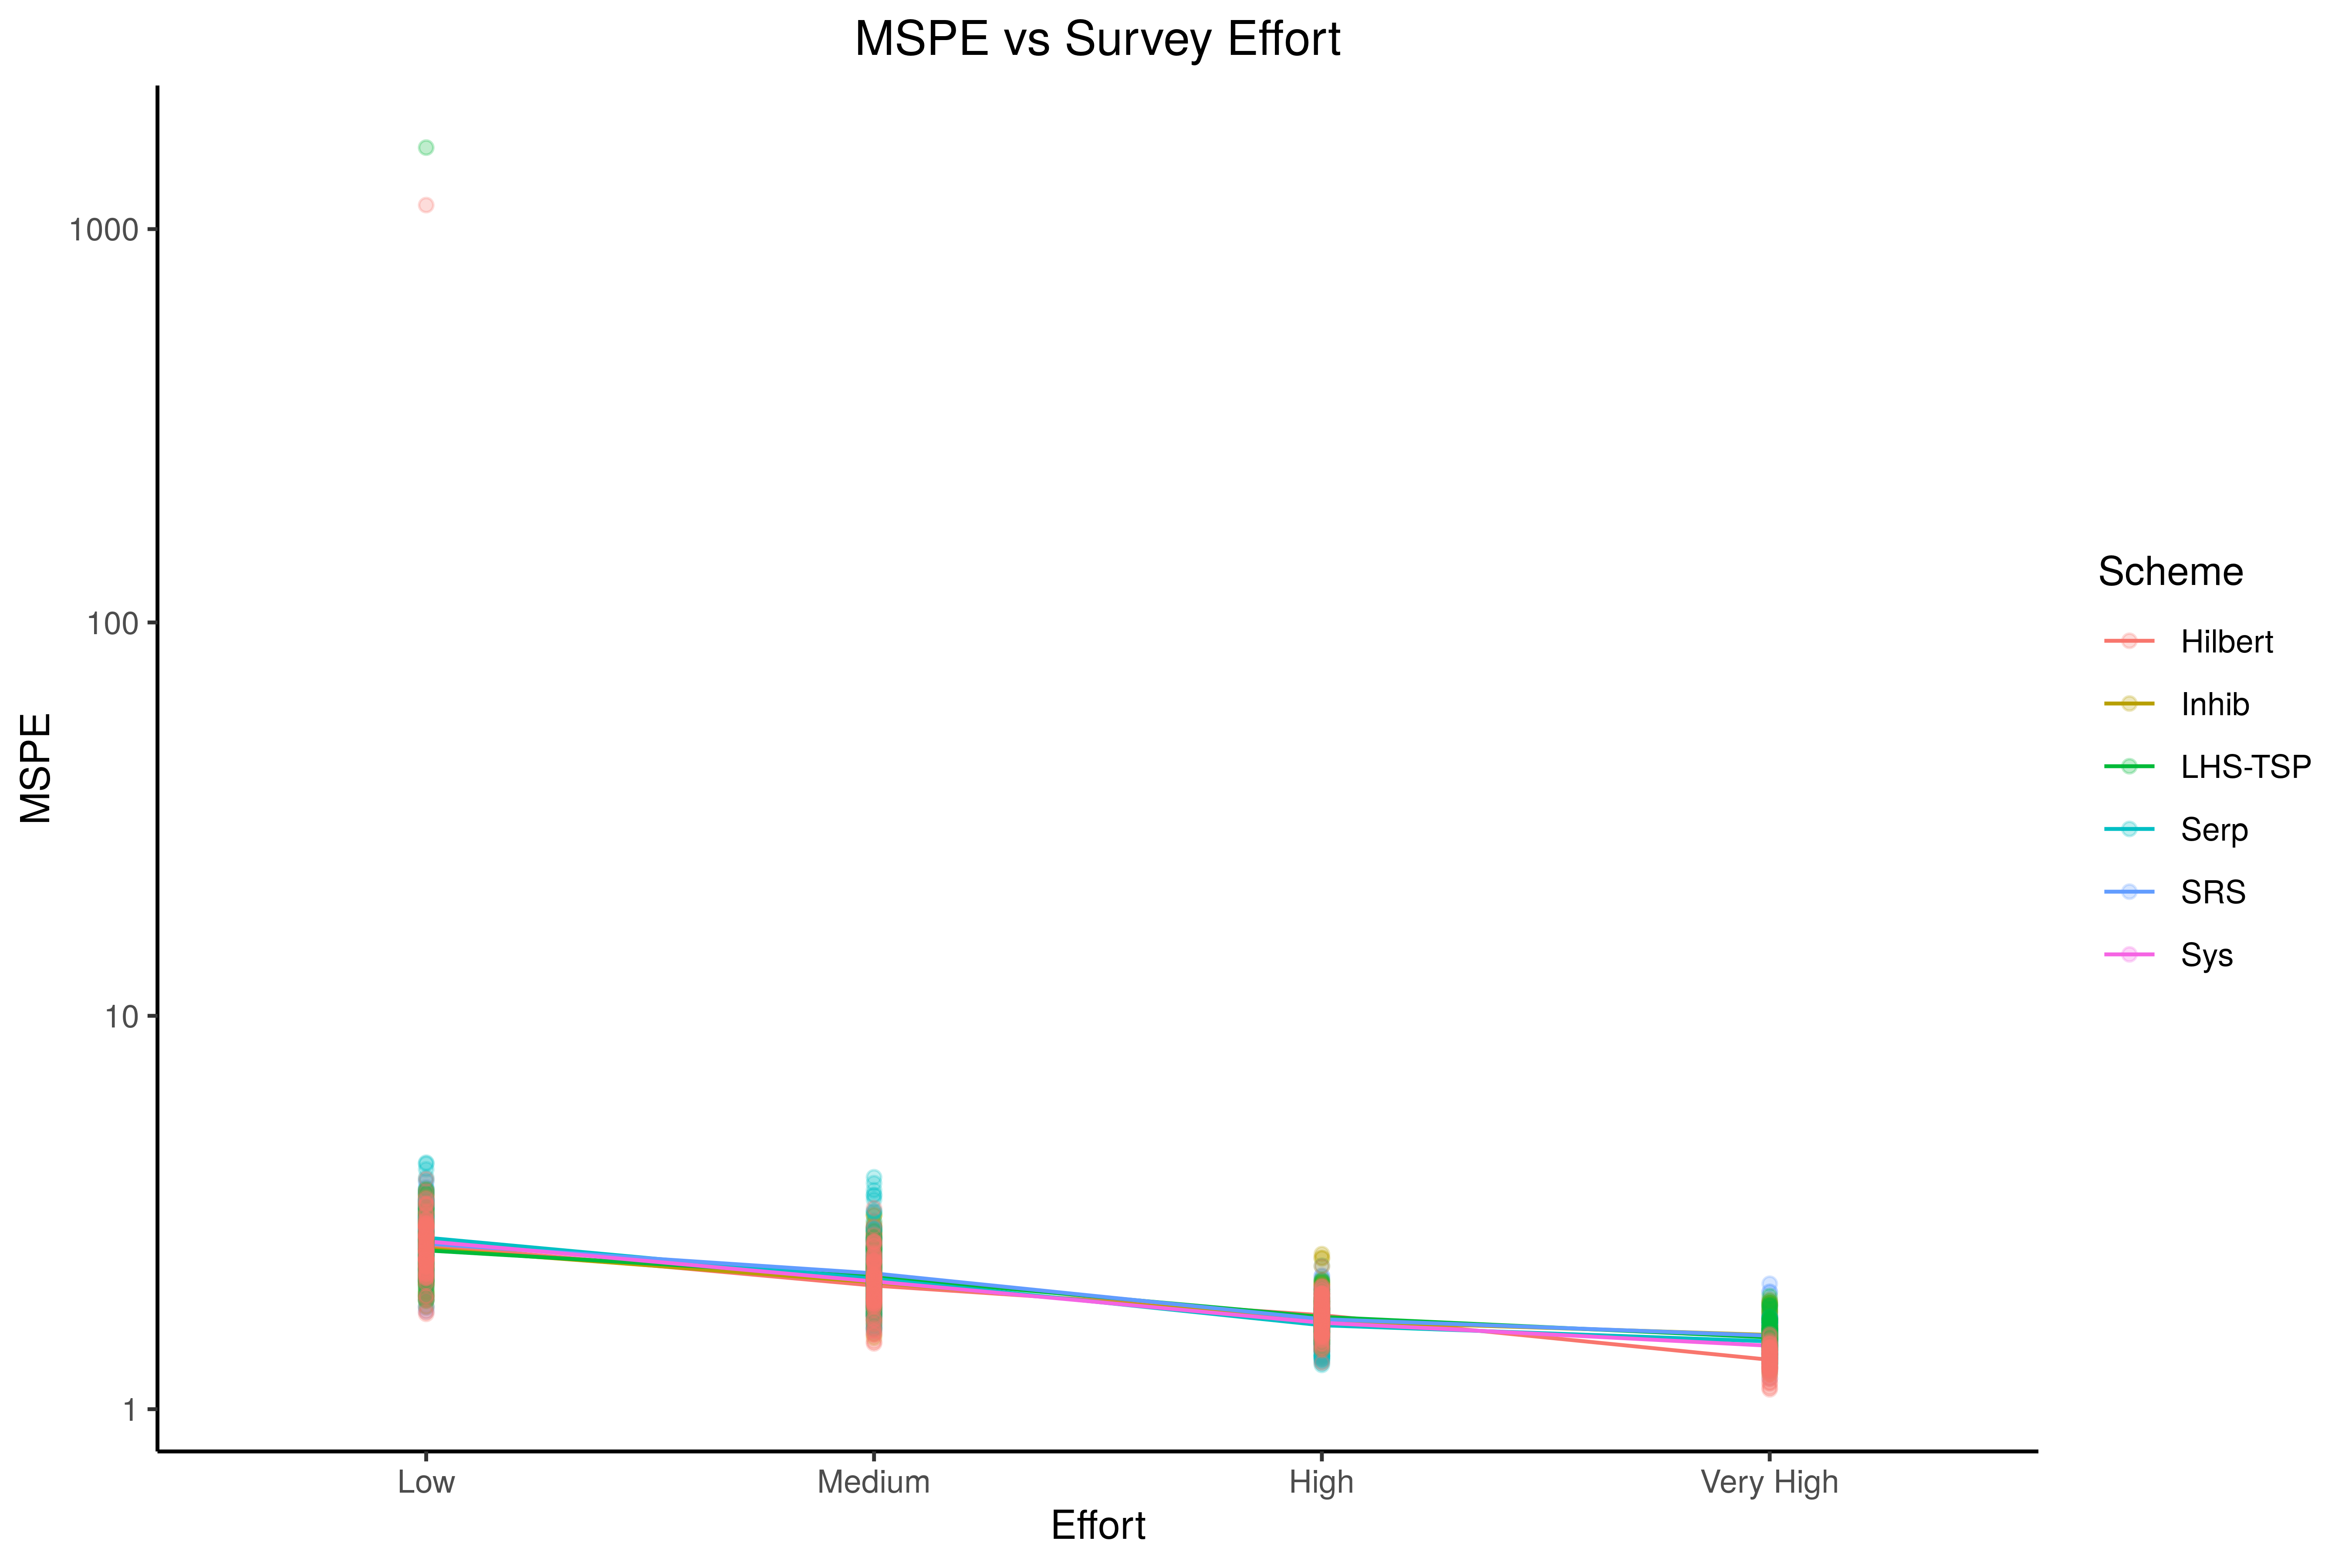 MSPE vs Survey Effort
MSPE
1000
100
10
1
Low
Medium
High
Very High
Effort
Scheme
Hilbert
Inhib
LHS-TSP
Serp
SRS
Sys